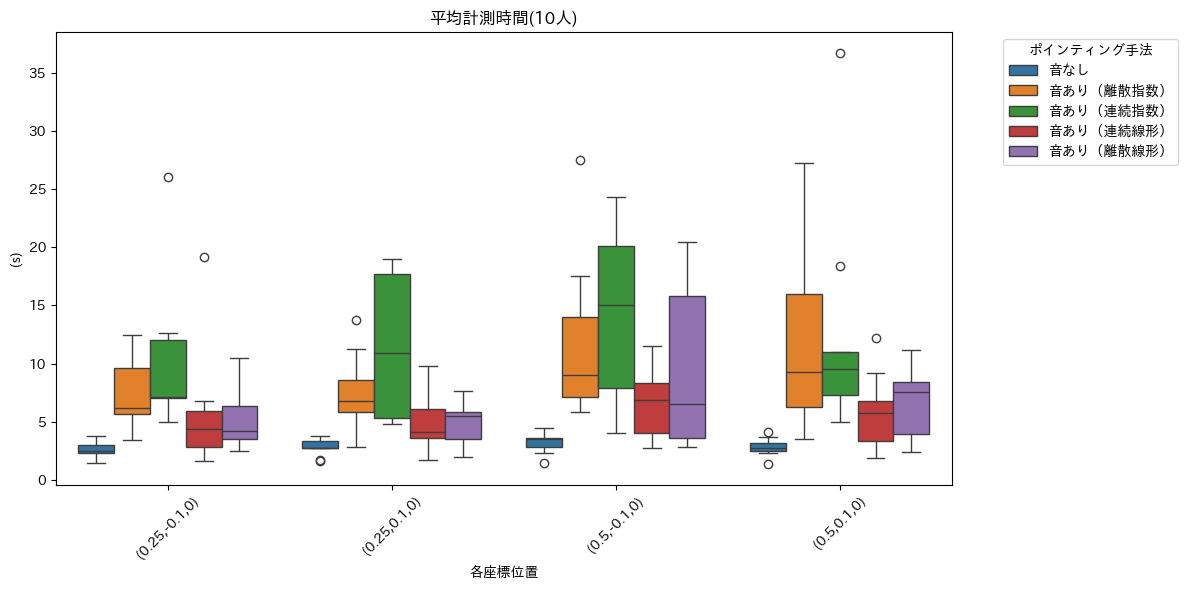 平均計測時間(10人)
ポインティング手法
音なし
音あり（離散指数）
音あり（連続指数）
音あり（連続線形）
音あり（離散線形）
(s)
35
30
25
20
15
10
5
0
(0.25,-0.1,0)
(0.25,0.1,0)
(0.5,-0.1,0)
(0.5,0.1,0)
各座標位置